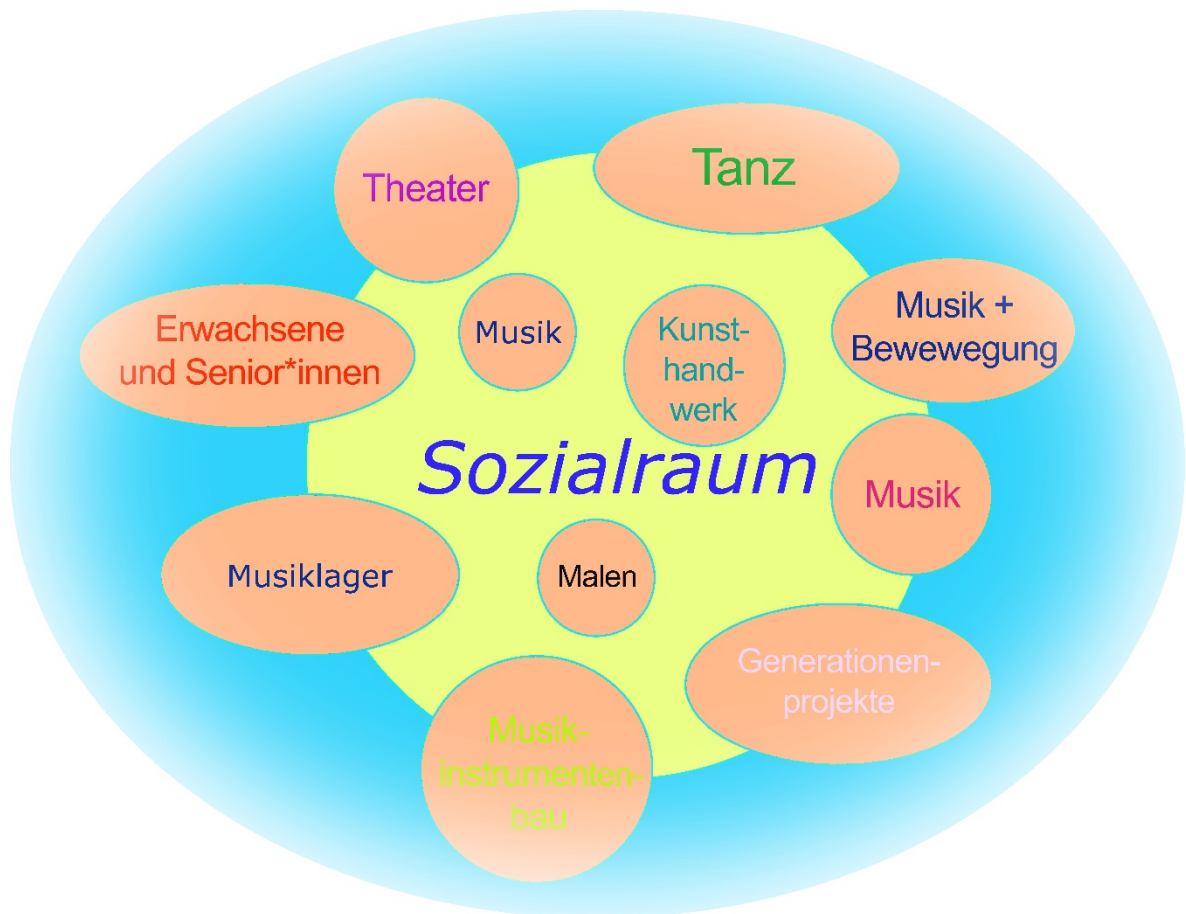 Theater
Tanz
Erwachsene
und Senior*innen
Musik
Kunst-
hand-
werk
Musik +
Bewewegung
Sozialraum
Musik
Musiklager
Malen
Generationen-
projekte
Musik-
instrumenten-
bau